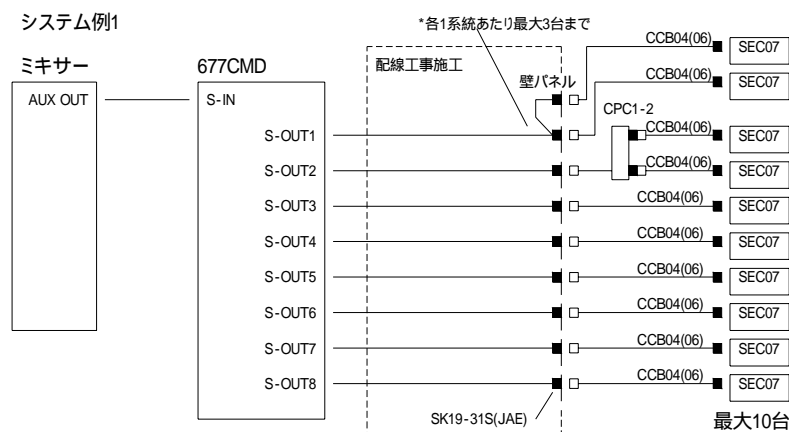 システム例1
*各1系統あたり最大3台まで
ミキサー
677CMD
配線工事施工
壁パネル
AUX OUT
S-IN
CPC1-2
S-OUT1
S-OUT2
S-OUT3
S-OUT4
S-OUT5
S-OUT6
S-OUT7
S-OUT8
CCB04(06)
SEC07
CCB04(06)
SEC07
CCB04(06)
SEC07
CCB04(06)
SEC07
CCB04(06)
SEC07
CCB04(06)
SEC07
CCB04(06)
SEC07
CCB04(06)
SEC07
CCB04(06)
SEC07
CCB04(06)
SEC07
SK19-31S(JAE)
最大10台